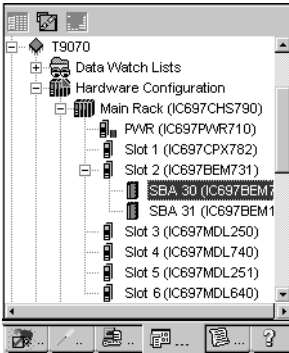 T9070
Data Watch Lists
Hardware Configuration
Main Rack (IC697CHS790)
PWR (IC697PWR710)
Slot 1 (IC697CPX782)
Slot 2 (IC697BEM731)
SBA 30 (IC697BEM7
SBA 31 (IC697BEM1
Slot 3 (IC697MDL250)
Slot 4 (IC697MDL740)
Slot 5 (IC697MDL251)
Slot 6 (IC697MDL640)
.. .. .. ... .. ?